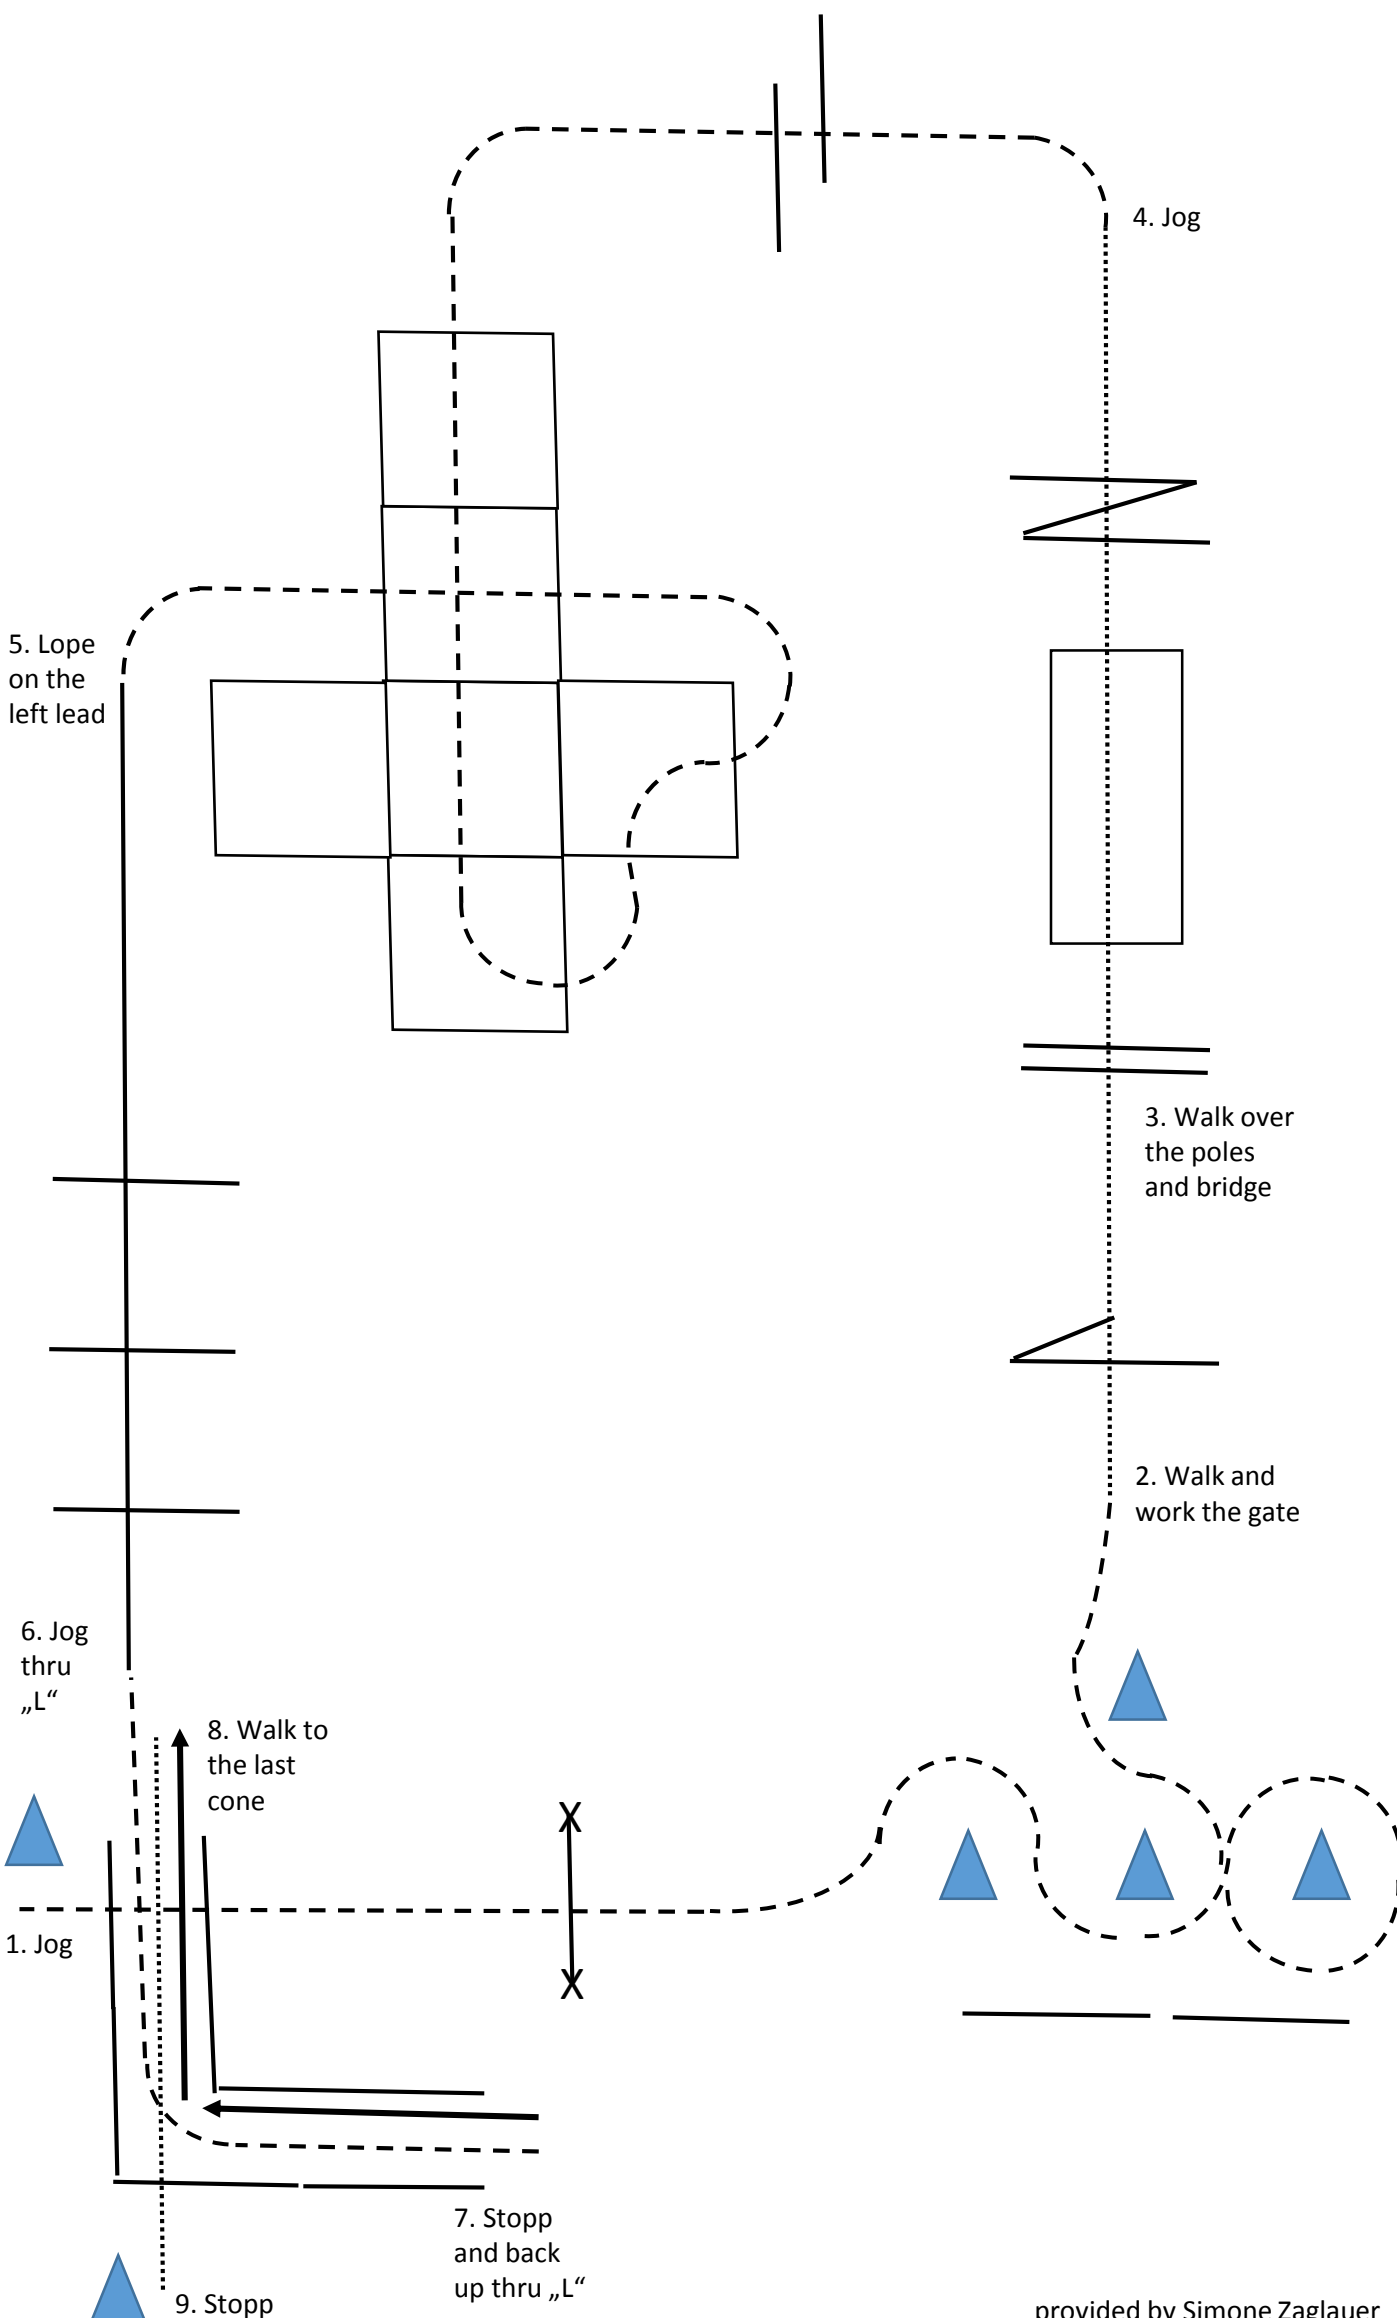 4. Jog
5. Lope
on the
left lead
3. Walk over
the poles
and bridge
2. Walk and
work the gate
6. Jog
thru
„L“
8. Walk to
the last
cone
X
1. Jog
X
7. Stopp
and back
up thru „L“
9. Stopp
provided by Simone Zaglauer